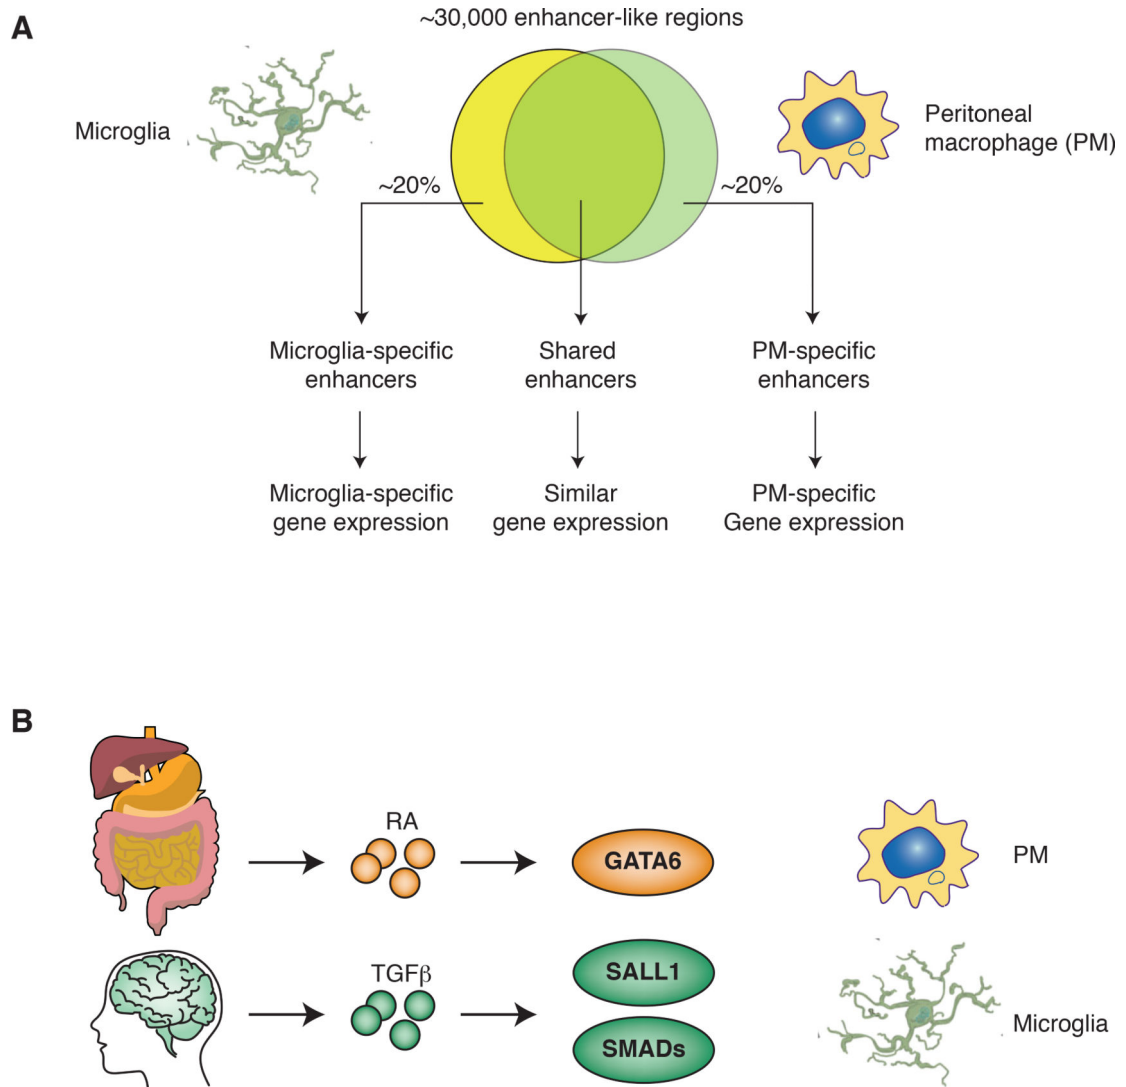 A
~30,000 enhancer-like regions
Microglia
Peritoneal
macrophage (PM)
~20%
~20%
Microglia-specific
enhancers
Shared
enhancers
PM-specific
enhancers
Microglia-specific
gene expression
Similar
gene expression
PM-specific
Gene expression
B
RA
GATA6
PM
TGFβ
SALL1
SMADs
Microglia